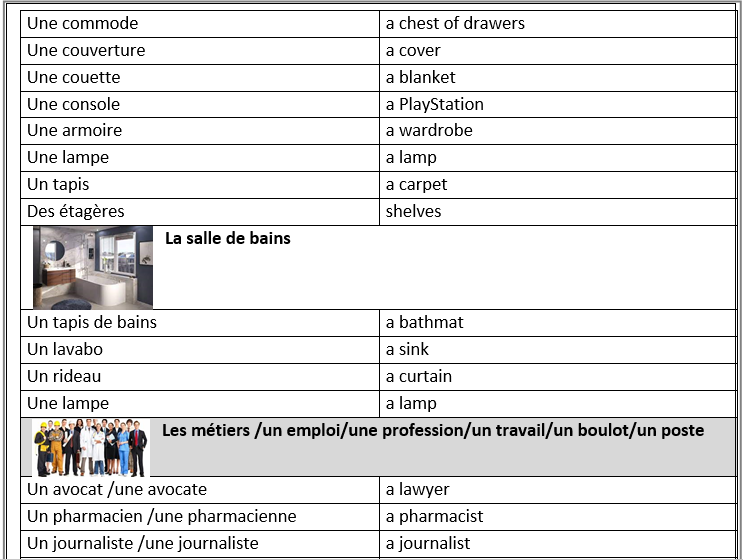 Une commode a chest of drawers
Une couverture a cover
Une couette a blanket
Une console a PlayStation
Une armoire a wardrobe
Une lampe a lamp
Un tapis a carpet
Des étagères shelves
La salle de bains
Un tapis de bains a bathmat
Un lavabo a sink
Un rideau a curtain
Une lampe a lamp
Les métiers /un emploi/une profession/un travail/un boulot/un poste
Un avocat /une avocate a lawyer
Un pharmacien /une pharmacienne a pharmacist
Un journaliste /une journaliste a journalist